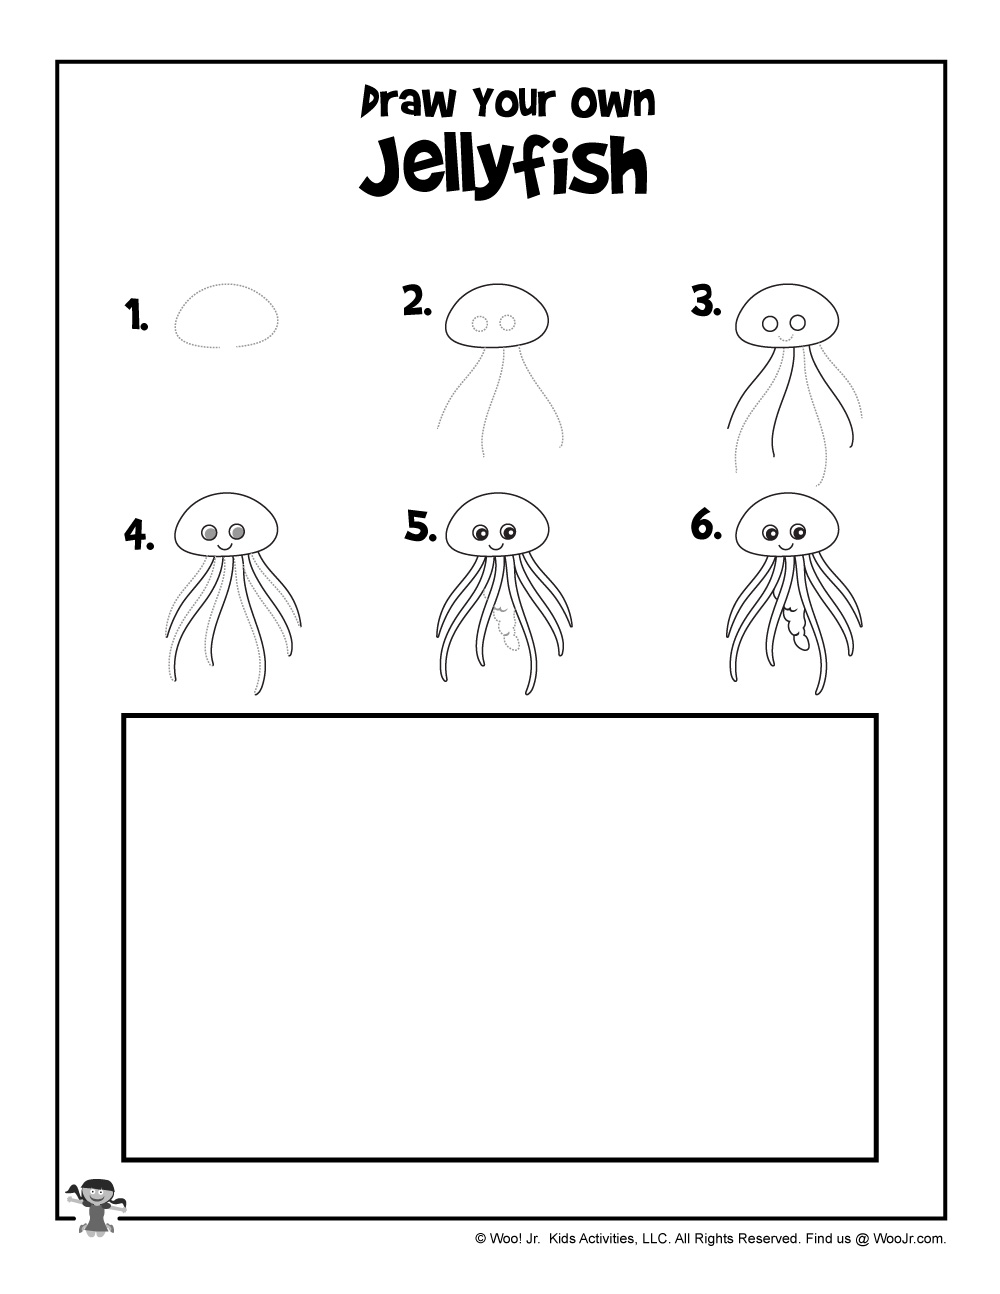 Draw Your Own
Jellyfish
1.
2.
3.
4.
5.
6.
© Woo! Jr. Kids Activities, LLC. All Rights Reserved. Find us @ WooJr.com.